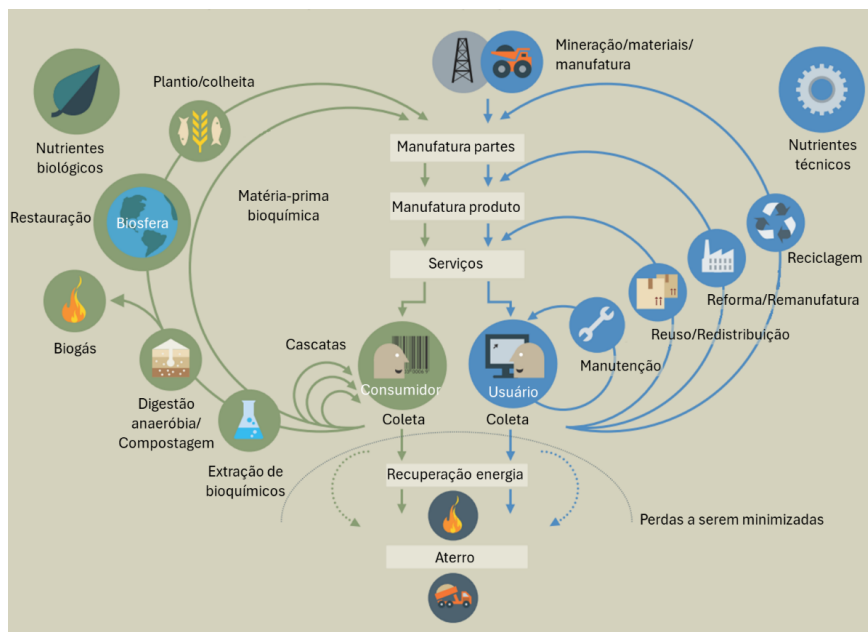 Mineração/materiais/
manufatura
Plantio/colheita
Nutrientes
biológicos
Nutrientes
técnicos
Manufatura partes
Matéria-prima
bioquímica
Manufatura produto
Restauração
Biosfera
Serviços
Reciclagem
Reforma/Remanufatura
Reuso/Redistribuição
Biogás
Cascatas
Manutenção
Consumidor
Usuário
Digestão
anaeróbia/
Compostagem
Coleta
Coleta
Extração de
bioquímicos
Recuperação energia
Perdas a serem minimizadas
Aterro